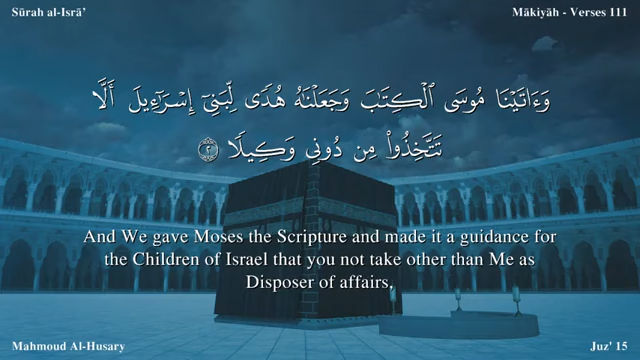 Sūrah al-Isrā’
Mākiyāh - Verses 111
وَءَاتَيْنَا مُوسَى ٱلْكِتَٰبَ وَجَعَلْنَٰهُ هُدًى لِّبَنِىٓ إِسْرَٰٓءِيلَ أَلَّا
تَتَّخِذُوا۟ مِن دُونِى وَكِيلًا ٢
And We gave Moses the Scripture and made it a guidance for
the Children of Israel that you not take other than Me as
Disposer of affairs,
Mahmoud Al-Husary
Juz' 15